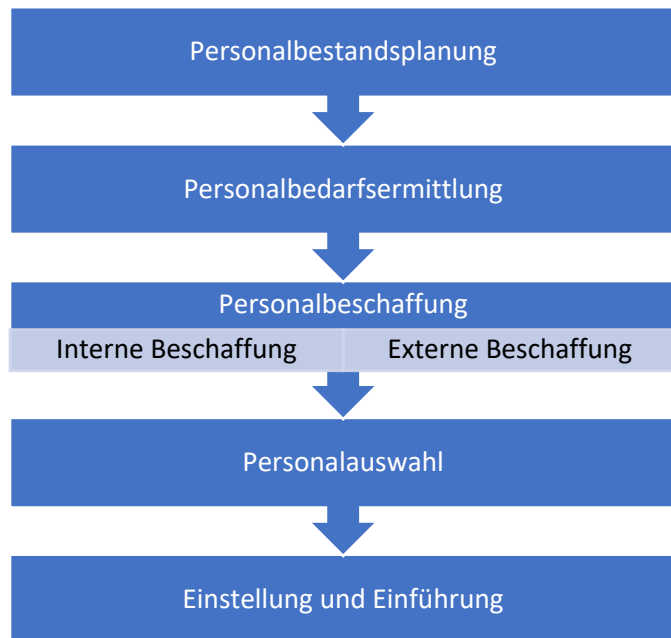 Personalbestandsplanung
Personalbedarfsermittlung
Personalbeschaffung
Interne Beschaffung
Externe Beschaffung
Personalauswahl
Einstellung und Einführung